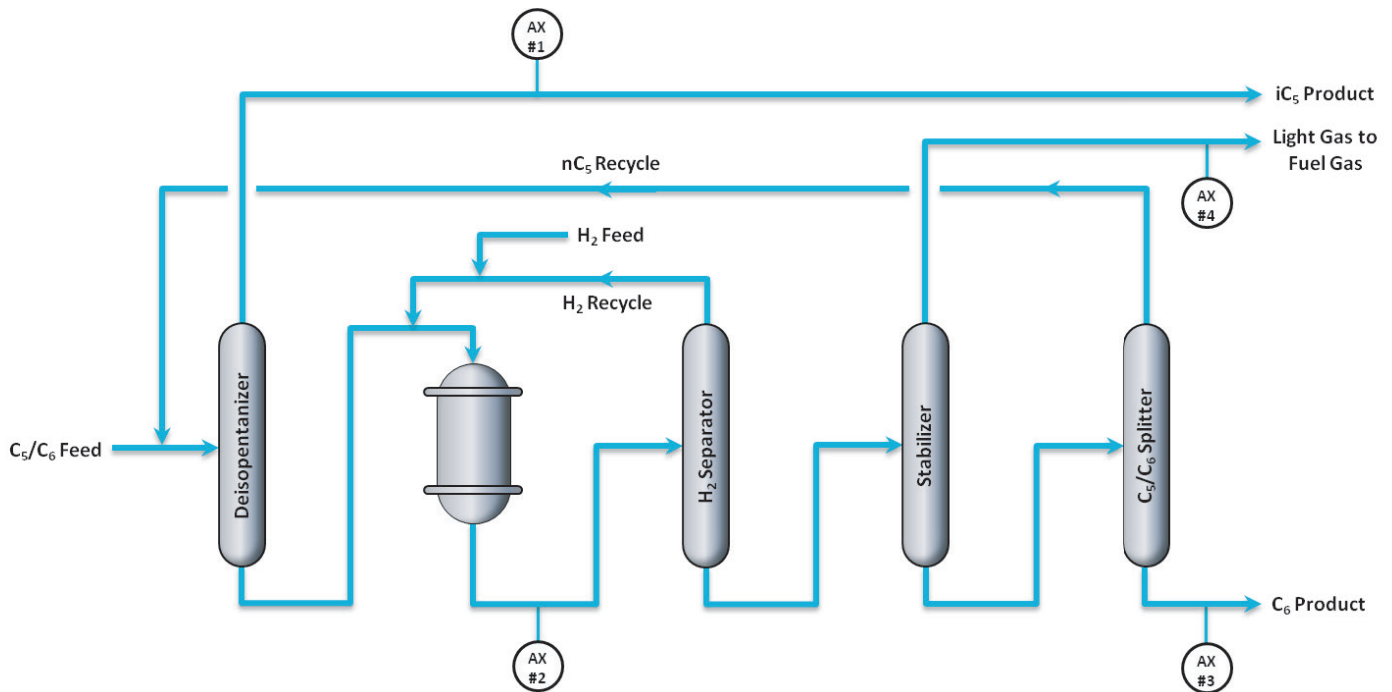 AX
#1
iC₅ Product
Light Gas to
Fuel Gas
nC₅ Recycle
AX
#4
H₂ Feed
H₂ Recycle
C₅/C₆ Feed
Deisopentanizer
H₂ Separator
Stabilizer
C₅/C₆ Splitter
C₆ Product
AX
#2
AX
#3